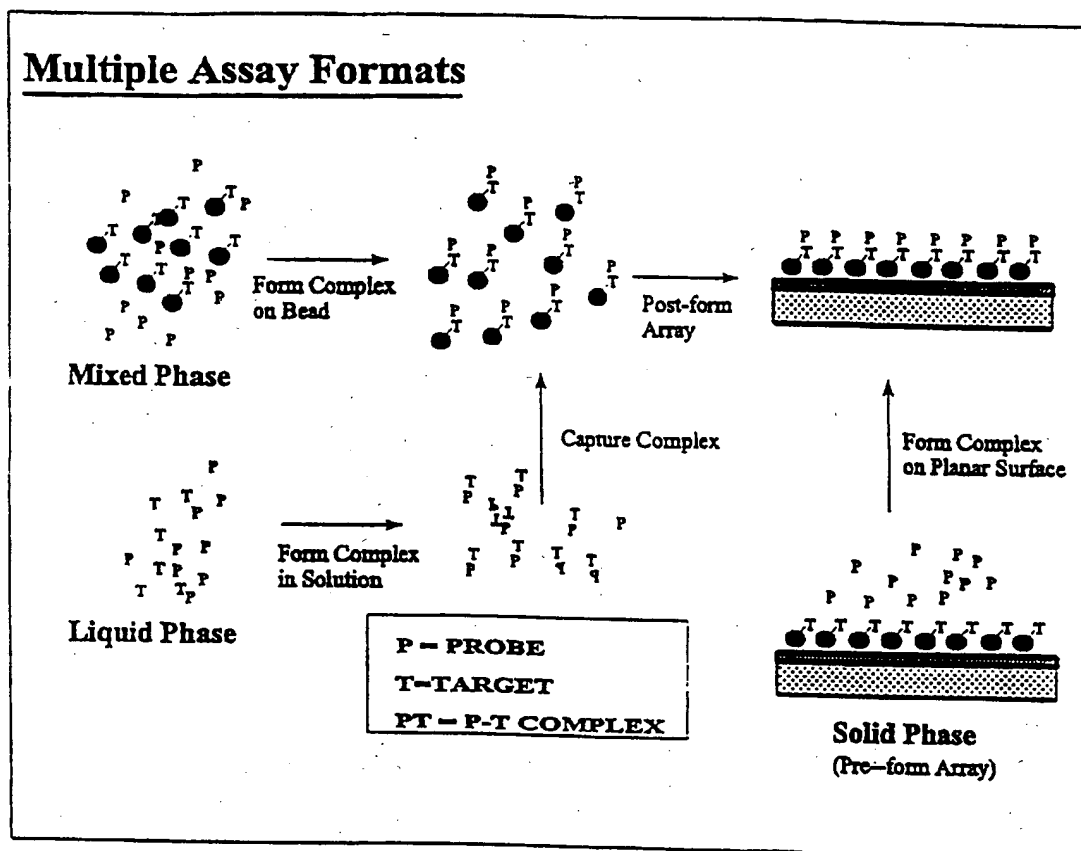 Multiple Assay Formats
Form Complex
on Bead
Post-form
Array
Mixed Phase
Capture Complex
Form Complex
on Planar Surface
Form Complex
in Solution
Liquid Phase
P = PROBE
T=TARGET
PT = P-T COMPLEX
Solid Phase
(Pre-form Array)